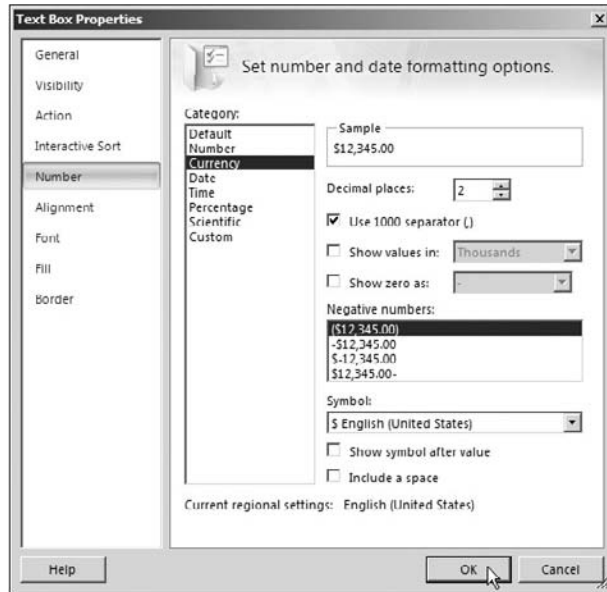 Text Box Properties
General
Visibility
Action
Interactive Sort
Number
Alignment
Font
Fill
Border
Set number and date formatting options.
Category:
Default
Number
Currency
Date
Time
Percentage
Scientific
Custom
Sample
$12,345.00
Decimal places: 2
Use 1000 separator (,)
Show values in: Thousands
Show zero as: -
Negative numbers:
($12,345.00)
-$12,345.00
$-12,345.00
$12,345.00-
Symbol:
$ English (United States)
Show symbol after value
Include a space
Current regional settings: English (United States)
Help
OK
Cancel